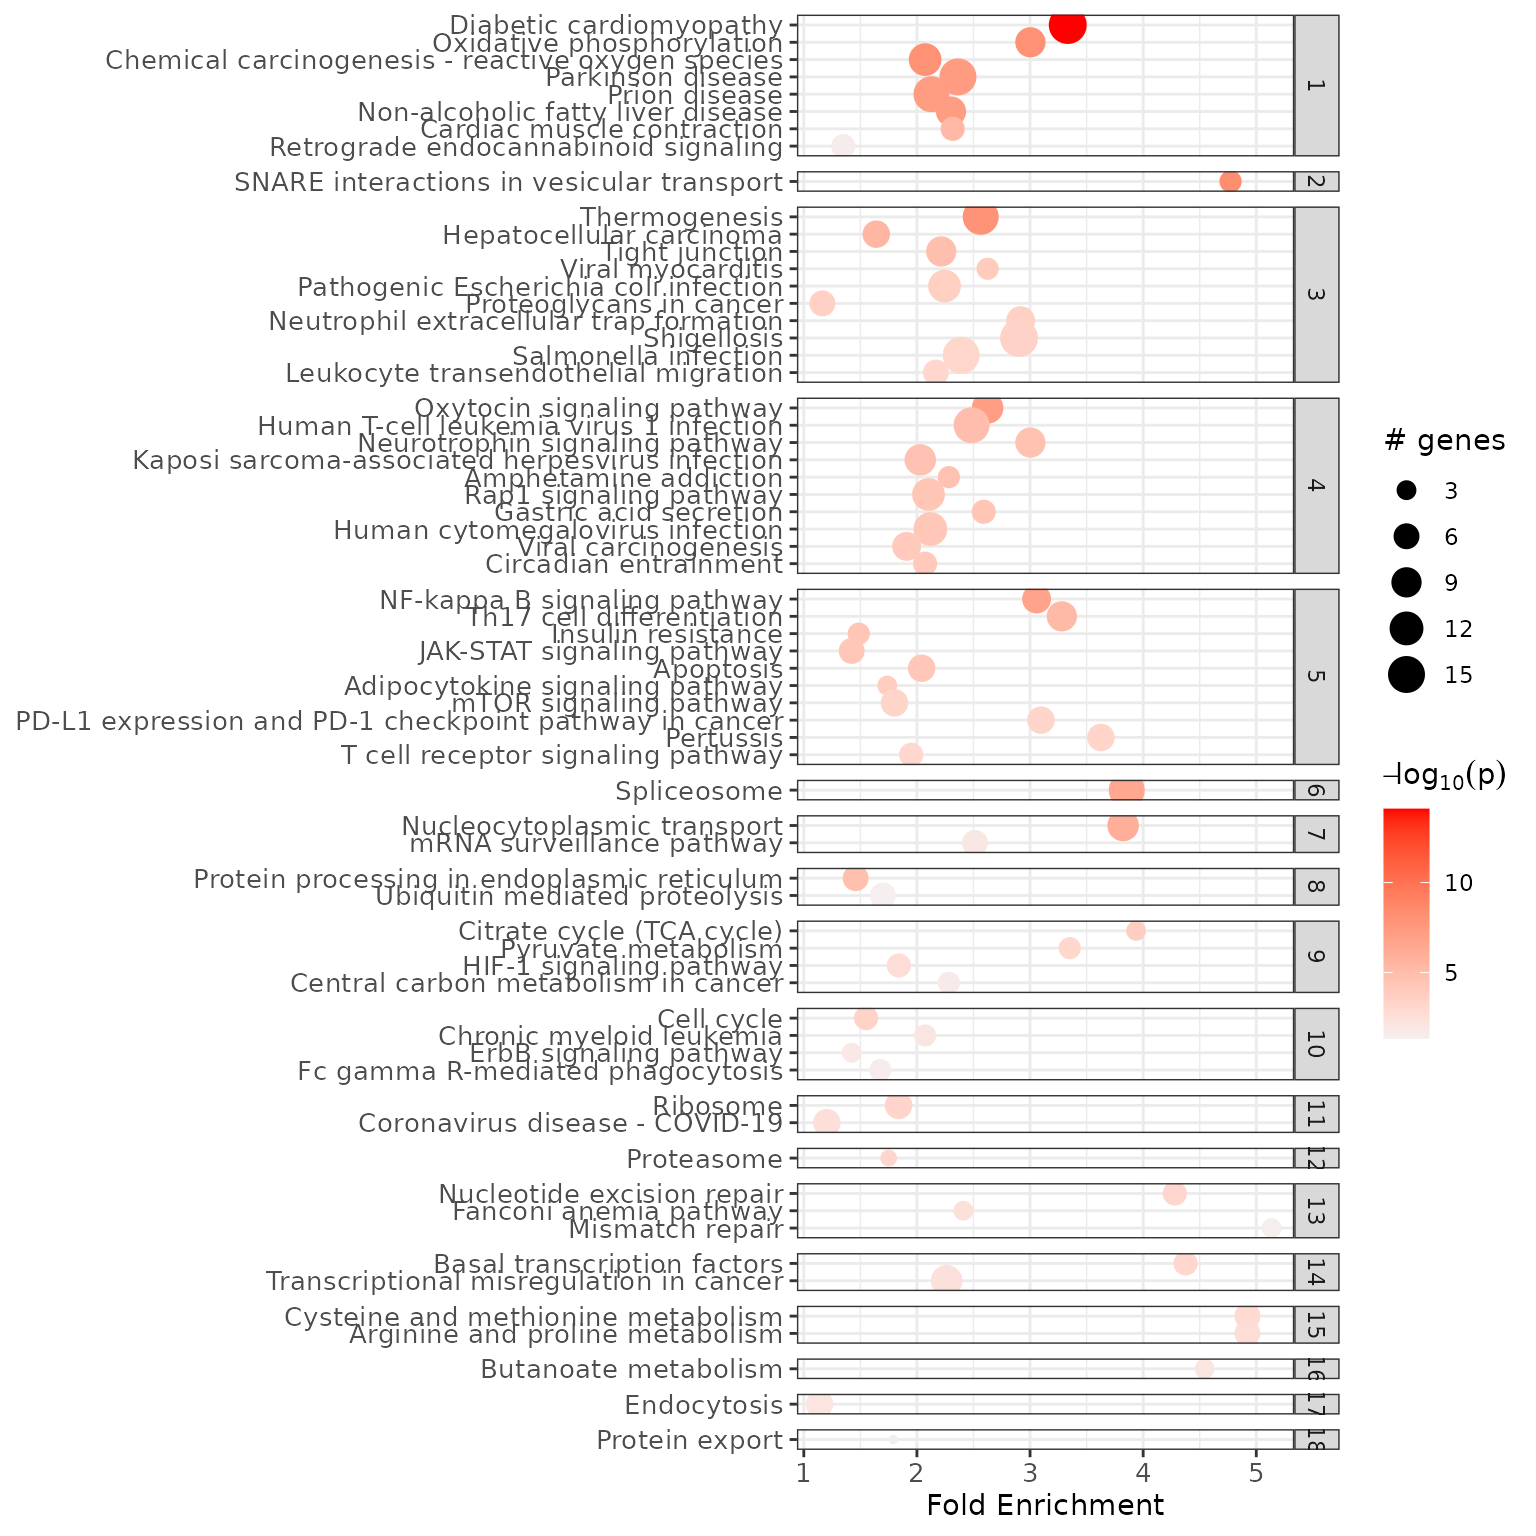 Diabetic cardiomyopathy
Oxidative phosphorylation
Chemical carcinogenesis - reactive oxygen species
Parkinson disease
Prion disease
Non-alcoholic fatty liver disease
Cardiac muscle contraction
Retrograde endocannabinoid signaling
1
SNARE interactions in vesicular transport
2
Thermogenesis
Hepatocellular carcinoma
Tight junction
Viral myocarditis
Pathogenic Escherichia coli infection
Proteoglycans in cancer
Neutrophil extracellular trap formation
Shigellosis
Salmonella infection
Leukocyte transendothelial migration
3
Oxytocin signaling pathway
Human T-cell leukemia virus 1 infection
Neurotrophin signaling pathway
Kaposi sarcoma-associated herpesvirus infection
Amphetamine addiction
Rap1 signaling pathway
Gastric acid secretion
Human cytomegalovirus infection
Viral carcinogenesis
Circadian entrainment
4
NF-kappa B signaling pathway
Th17 cell differentiation
Insulin resistance
JAK-STAT signaling pathway
Apoptosis
Adipocytokine signaling pathway
mTOR signaling pathway
PD-L1 expression and PD-1 checkpoint pathway in cancer
Pertussis
T cell receptor signaling pathway
5
Spliceosome
6
Nucleocytoplasmic transport
mRNA surveillance pathway
7
Protein processing in endoplasmic reticulum
Ubiquitin mediated proteolysis
8
Citrate cycle (TCA cycle)
Pyruvate metabolism
HIF-1 signaling pathway
Central carbon metabolism in cancer
9
Cell cycle
Chronic myeloid leukemia
ErbB signaling pathway
Fc gamma R-mediated phagocytosis
10
Ribosome
Coronavirus disease - COVID-19
11
Proteasome
12
Nucleotide excision repair
Fanconi anemia pathway
Mismatch repair
13
Basal transcription factors
Transcriptional misregulation in cancer
14
Cysteine and methionine metabolism
Arginine and proline metabolism
15
Butanoate metabolism
16
Endocytosis
17
Protein export
18
1 2 3 4 5
Fold Enrichment
# genes
3
6
9
12
15
−log₁₀(p)
10
5